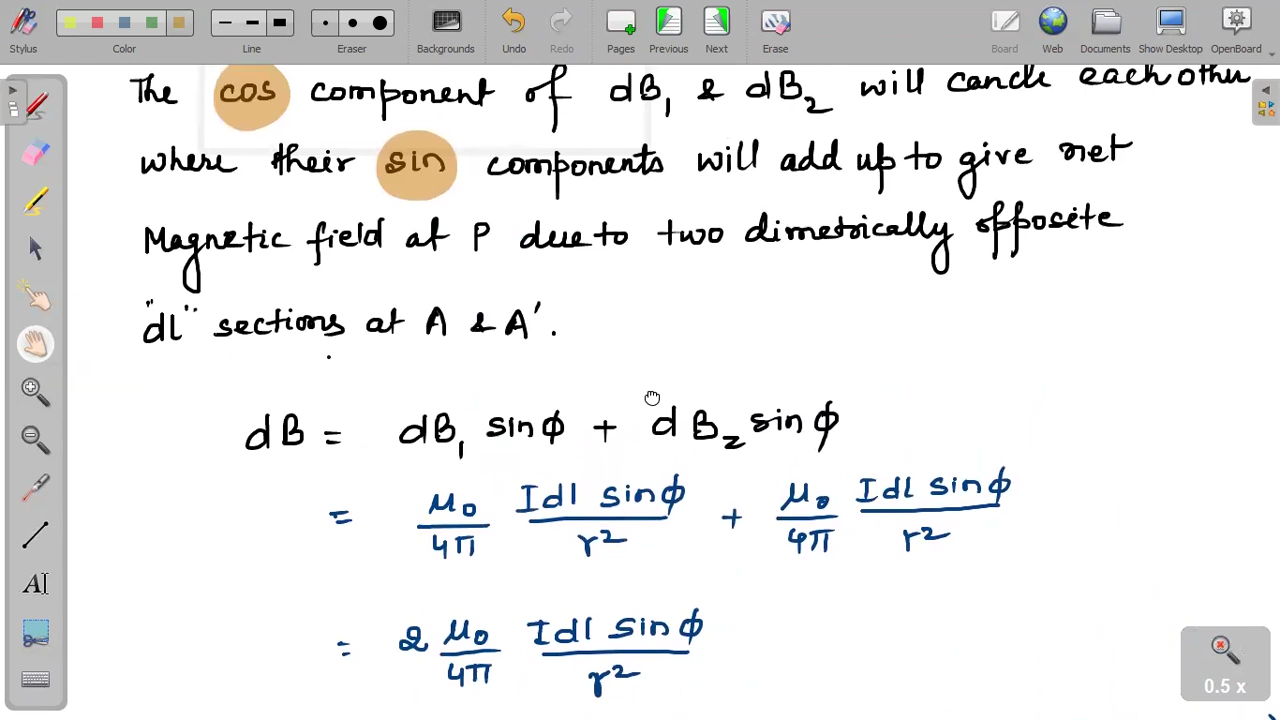 Stylus Color Line Eraser Backgrounds Undo Redo Pages Previous Next Erase Board Web Documents Show Desktop OpenBoard
The cos component of dB₁ & dB₂ will cancle each other
where their sin components will add up to give net
Magnetic field at P due to two dimetrically opposite
"dl" sections at A & A'.
dB = dB₁ sinϕ + dB₂ sinϕ
= μ₀/4π Idl sinϕ/r² + μ₀/4π Idl sinϕ/r²
= 2 μ₀/4π Idl sinϕ/r²
0.5 x